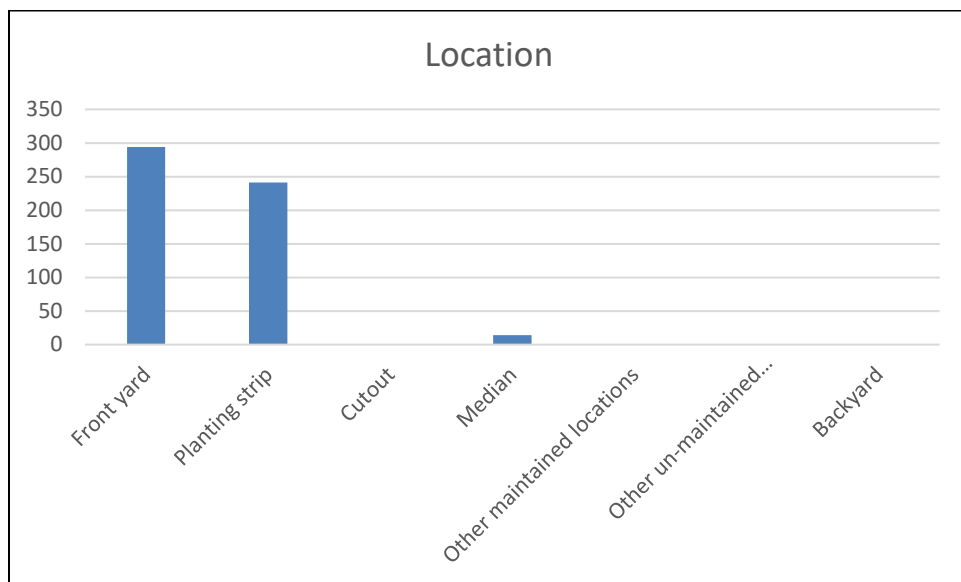 Location
350
300
250
200
150
100
50
0
Front yard
Planting strip
Cutout
Median
Other maintained locations
Other un-maintained...
Backyard